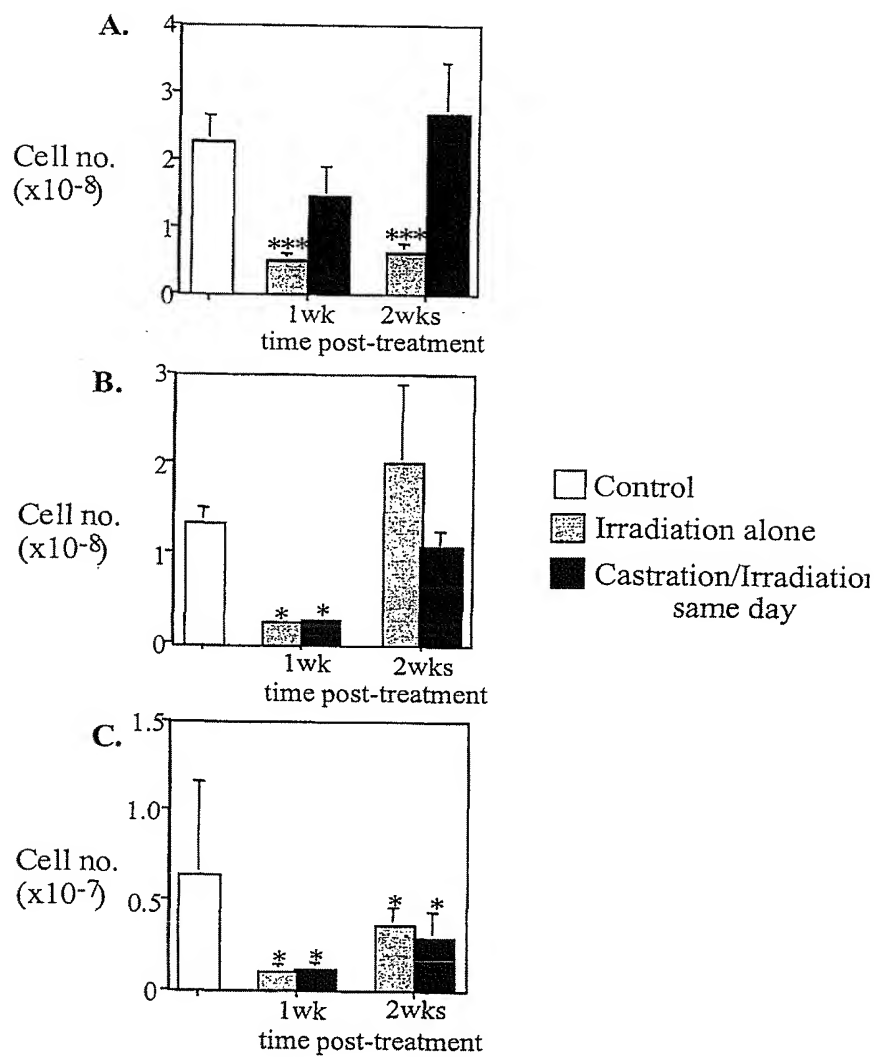 A.
4
3
2
1
0
Cell no.
(x10-8)
***
***
1wk 2wks
time post-treatment
B.
3
2
1
0
Cell no.
(x10-8)
* *
1wk 2wks
time post-treatment
Control
Irradiation alone
Castration/Irradiation
same day
C.
1.5
1.0
0.5
0
Cell no.
(x10-7)
* *
* *
1wk 2wks
time post-treatment